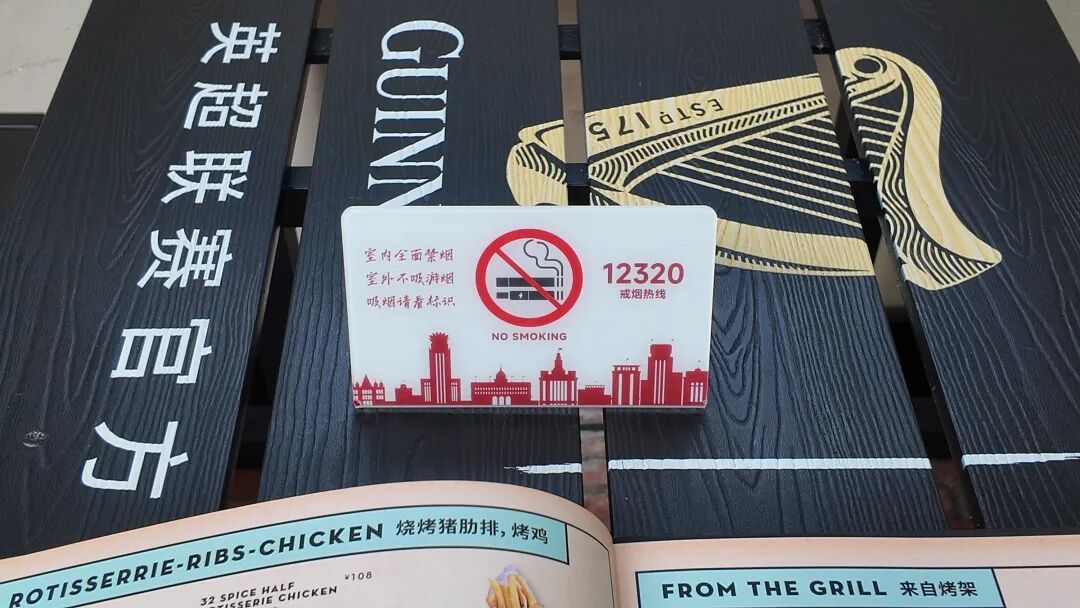 英超联赛官方
GUINN
ESTD 175
室内全面禁烟
室外不吸游烟
吸烟请看标识
NO SMOKING
12320
戒烟热线
ROTISSERRIE-RIBS-CHICKEN 烧烤猪肋排,烤鸡
32 SPICE HALF
ROTISSERIE CHICKEN
¥108
FROM THE GRILL 来自烤架